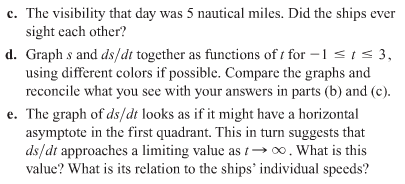 c. The visibility that day was 5 nautical miles. Did the ships ever
sight each other?
d. Graph s and ds/dt together as functions of t for −1 ≤ t ≤ 3,
using different colors if possible. Compare the graphs and
reconcile what you see with your answers in parts (b) and (c).
e. The graph of ds/dt looks as if it might have a horizontal
asymptote in the first quadrant. This in turn suggests that
ds/dt approaches a limiting value as t → ∞. What is this
value? What is its relation to the ships' individual speeds?